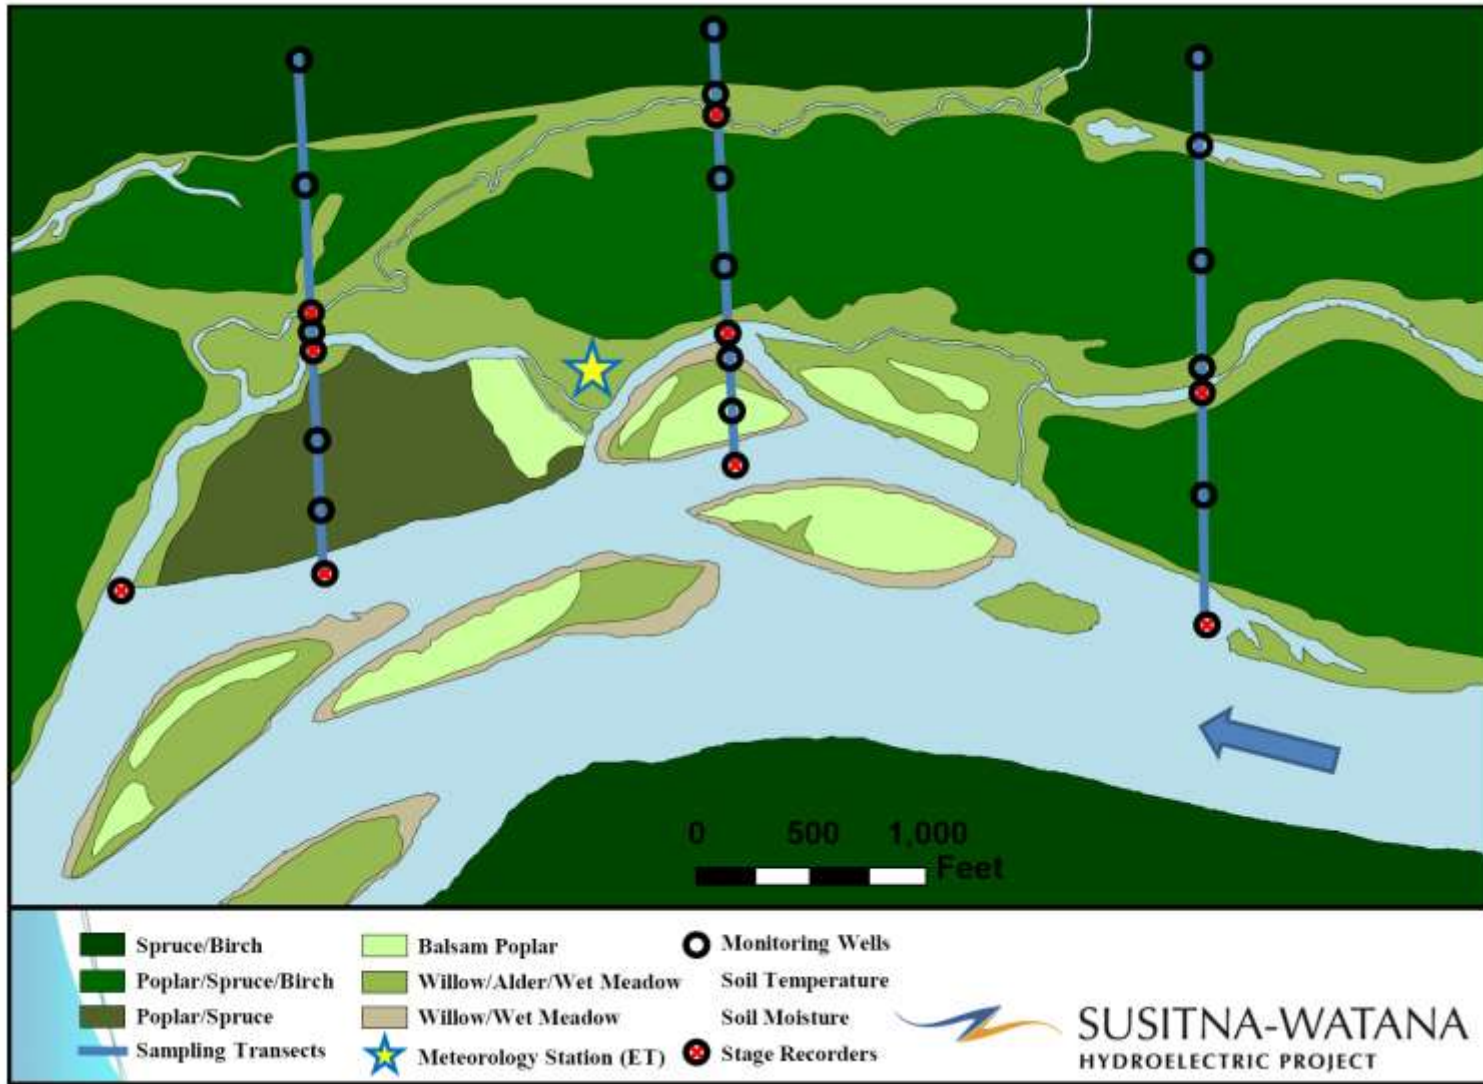 0 500 1,000
Feet
Spruce/Birch
Poplar/Spruce/Birch
Poplar/Spruce
Sampling Transects
Balsam Poplar
Willow/Alder/Wet Meadow
Willow/Wet Meadow
Meteorology Station (ET)
Monitoring Wells
Soil Temperature
Soil Moisture
Stage Recorders
SUSITNA-WATANA
HYDROELECTRIC PROJECT